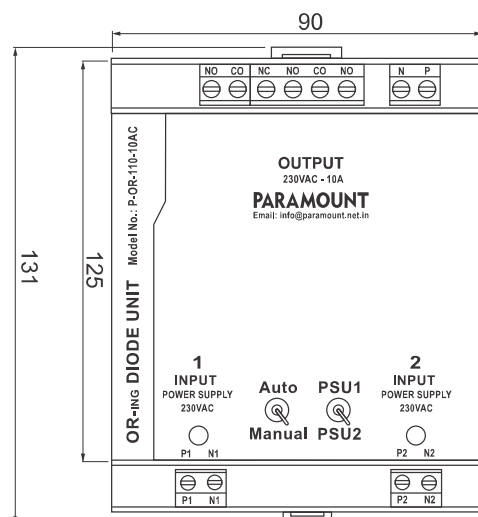 90
NO CO NC NO CO NO N P
OUTPUT
230VAC - 10A
PARAMOUNT
Email: info@paramount.net.in
131
125
OR-ING DIODE UNIT Model No.: P-OR-110-10AC
1
INPUT
POWER SUPPLY
230VAC
P1 N1
Auto
Manual
PSU1
PSU2
2
INPUT
POWER SUPPLY
230VAC
P2 N2
P1 N1
P2 N2